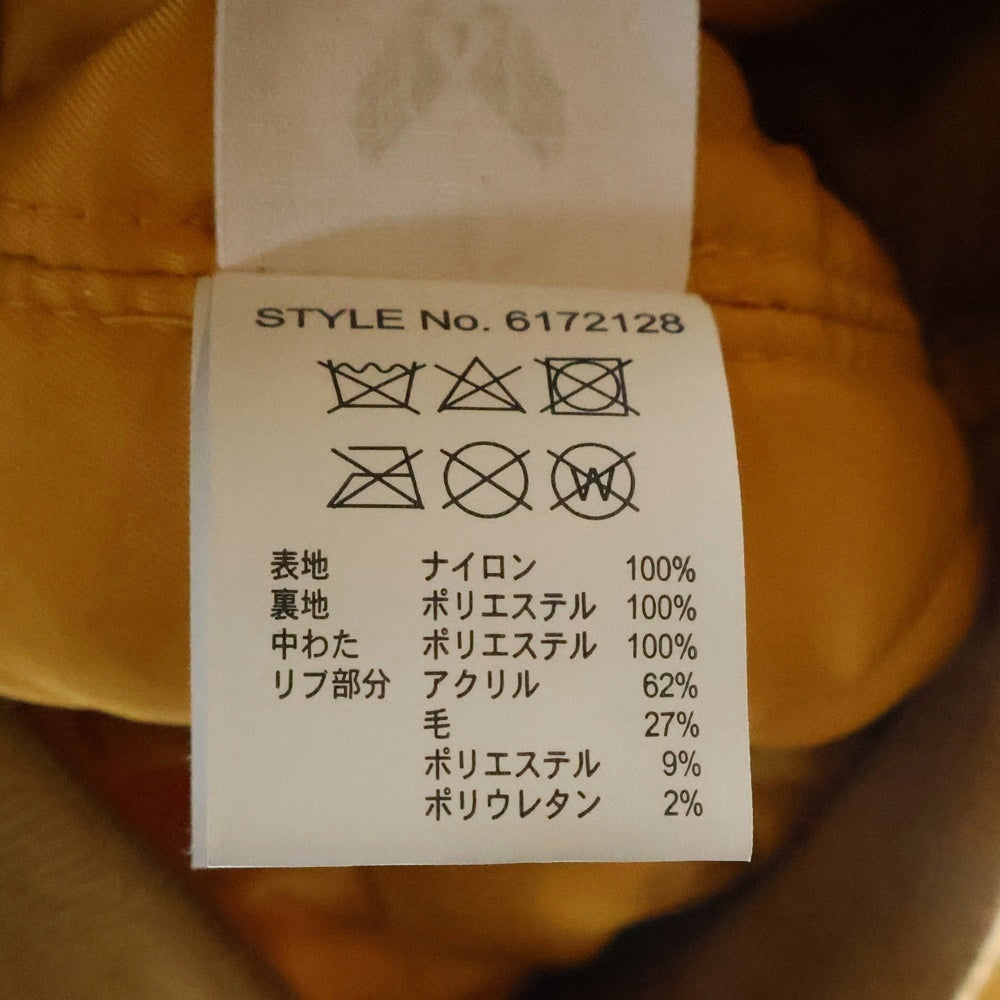 STYLE No. 6172128
W
表地 ナイロン 100%
裏地 ポリエステル 100%
中わた ポリエステル 100%
リブ部分 アクリル 62%
毛 27%
ポリエステル 9%
ポリウレタン 2%